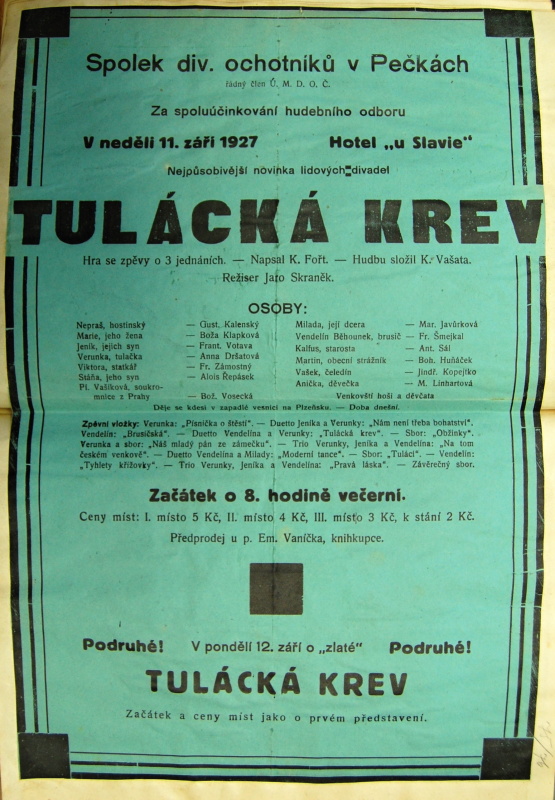 Spolek div. ochotníků v Pečkách
řádný člen Ú. M. D. O. Č.
Za spoluúčinkování hudebního odboru
V neděli 11. září 1927 Hotel „u Slavie"
Nejpůsobivější novinka lidových divadel
TULÁCKÁ KREV
Hra se zpěvy o 3 jednáních. — Napsal K. Fořt. — Hudbu složil K. Vašata.
Režiser Jaro Skraněk.
OSOBY:
Nepraš, hostinský — Gust. Kalenský
Marie, jeho žena — Boža Klapková
Jeník, jejich syn — Frant. Votava
Verunka, tulačka — Anna Dršatová
Viktora, statkář — Fr. Zámostný
Stáňa, jeho syn — Alois Řepásek
Pl. Vašíková, soukro-
mnice z Prahy — Bož. Vosecká
Milada, její dcera — Mar. Javůrková
Vendelín Běhounek, brusič — Fr. Šmejkal
Kalfus, starosta — Ant. Sál
Martin, obecní strážník — Boh. Huňáček
Vašek, čeledín — Jindř. Kopejtko
Anička, děvečka — M. Linhartová
Venkovští hoši a děvčata
Děje se kdesi v zapadlé vesnici na Plzeňsku. — Doba dnešní.
Zpěvní vložky: Verunka: „Písnička o štěstí". — Duetto Jeníka a Verunky: „Nám není třeba bohatství".
Vendelín: „Brusičská". — Duetto Vendelína a Verunky: „Tulácká krev". — Sbor: „Obžinky".
Verunka a sbor: „Náš mladý pán ze zámečku". — Trio Verunky, Jeníka a Vendelína: „Na tom
českém venkově". — Duetto Vendelína a Milady: „Moderní tance". — Sbor: „Tuláci". — Vendelín:
„Tyhlety křížovky". — Trio Verunky, Jeníka a Vendelína: „Pravá láska". — Závěrečný sbor.
Začátek o 8. hodině večerní.
Ceny míst: I. místo 5 Kč, II. místo 4 Kč, III. místo 3 Kč, k stání 2 Kč.
Předprodej u p. Em. Vaníčka, knihkupce.
Podruhé! V pondělí 12. září o „zlaté" Podruhé!
TULÁCKÁ KREV
Začátek a ceny míst jako o prvém představení.